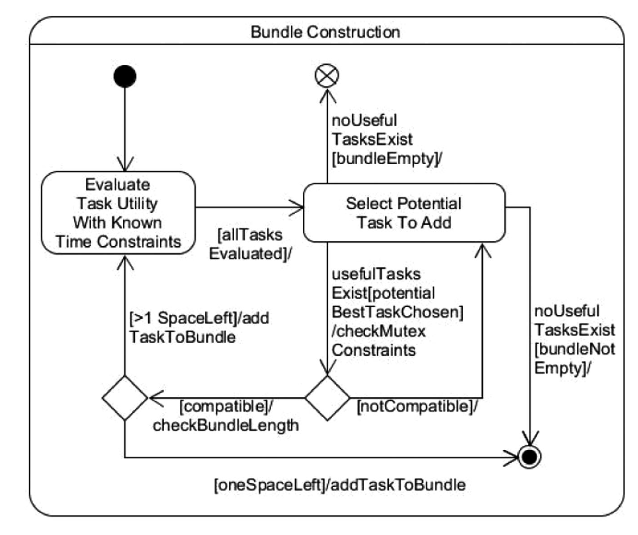 Bundle Construction
noUseful
TasksExist
[bundleEmpty]/
Evaluate
Task Utility
With Known
Time Constraints
Select Potential
Task To Add
[allTasks
Evaluated]/
usefulTasks
Exist[potential
BestTaskChosen]
/checkMutex
Constraints
noUseful
TasksExist
[bundleNot
Empty]/
[>1 SpaceLeft]/add
TaskToBundle
[compatible]/
checkBundleLength
[notCompatible]/
[oneSpaceLeft]/addTaskToBundle